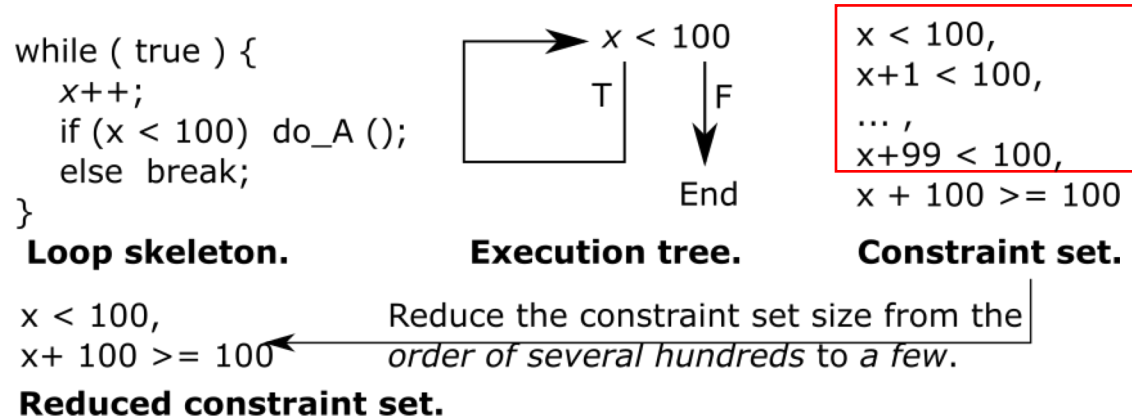 while ( true ) {
x++;
if (x < 100) do_A ();
else break;
}
Loop skeleton.
x < 100
T
F
End
Execution tree.
x < 100,
x+1 < 100,
... ,
x+99 < 100,
x + 100 >= 100
Constraint set.
x < 100,
x+ 100 >= 100
Reduce the constraint set size from the
order of several hundreds to a few.
Reduced constraint set.